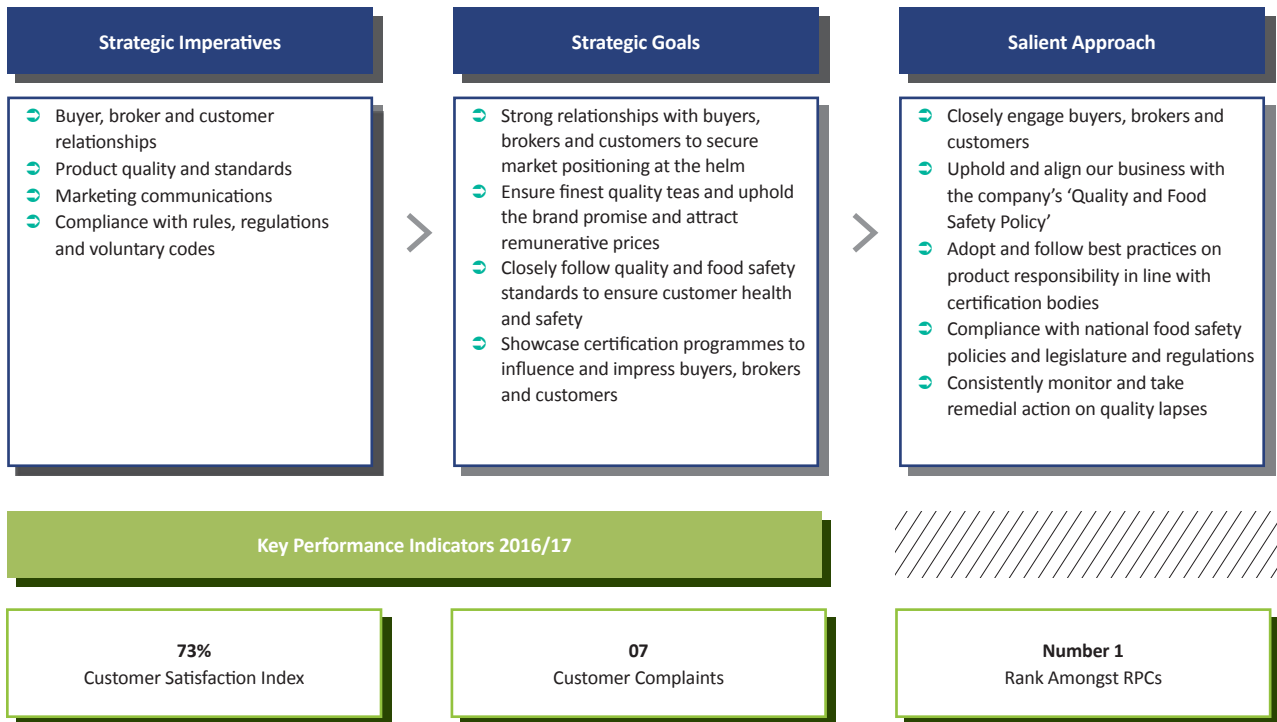 Strategic Imperatives
Buyer, broker and customer
relationships
Product quality and standards
Marketing communications
Compliance with rules, regulations
and voluntary codes
Strategic Goals
Strong relationships with buyers,
brokers and customers to secure
market positioning at the helm
Ensure finest quality teas and uphold
the brand promise and attract
remunerative prices
Closely follow quality and food safety
standards to ensure customer health
and safety
Showcase certification programmes to
influence and impress buyers, brokers
and customers
Salient Approach
Closely engage buyers, brokers and
customers
Uphold and align our business with
the company’s ‘Quality and Food
Safety Policy’
Adopt and follow best practices on
product responsibility in line with
certification bodies
Compliance with national food safety
policies and legislature and regulations
Consistently monitor and take
remedial action on quality lapses
Key Performance Indicators 2016/17
73%
Customer Satisfaction Index
07
Customer Complaints
Number 1
Rank Amongst RPCs